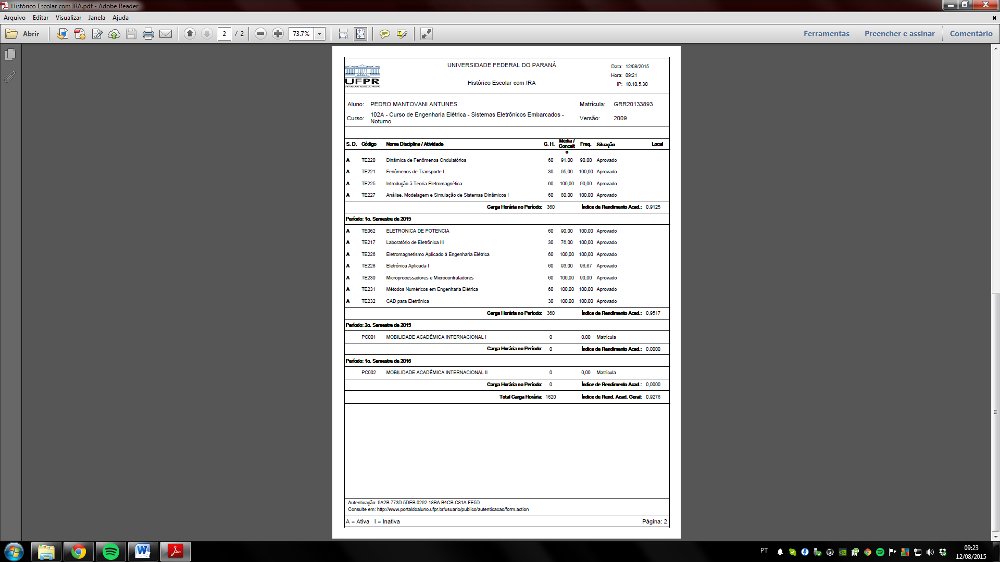 Histórico Escolar com IRA.pdf - Adobe Reader
Arquivo Editar Visualizar Janela Ajuda
Abrir 2 / 2 73.7% Ferramentas Preencher e assinar Comentário
UNIVERSIDADE FEDERAL DO PARANÁ
Data: 12/08/2015
Hora: 09:21
UFPR
Histórico Escolar com IRA
IP: 10.10.5.30
Aluno: PEDRO MANTOVANI ANTUNES Matrícula: GRR20133893
Curso: 102A - Curso de Engenharia Elétrica - Sistemas Eletrônicos Embarcados -
Noturno
Versão: 2009
S. D. Código Nome Disciplina / Atividade C. H. Média / Conceito Freq. Situação Local
A TE220 Dinâmica de Fenômenos Ondulatórios 60 91,00 90,00 Aprovado
A TE221 Fenômenos de Transporte I 30 95,00 100,00 Aprovado
A TE225 Introdução à Teoria Eletromagnética 60 100,00 90,00 Aprovado
A TE227 Análise, Modelagem e Simulação de Sistemas Dinâmicos I 60 80,00 100,00 Aprovado
Carga Horária no Período: 360 Índice de Rendimento Acad.: 0,9125
Período: 1o. Semestre de 2015
A TE062 ELETRONICA DE POTENCIA 60 90,00 100,00 Aprovado
A TE217 Laboratório de Eletrônica III 30 76,00 100,00 Aprovado
A TE226 Eletromagnetismo Aplicado à Engenharia Elétrica 60 100,00 100,00 Aprovado
A TE228 Eletrônica Aplicada I 60 93,00 96,67 Aprovado
A TE230 Microprocessadores e Microcontraladores 60 100,00 90,00 Aprovado
A TE231 Métodos Numéricos em Engenharia Elétrica 60 100,00 100,00 Aprovado
A TE232 CAD para Eletrônica 30 100,00 100,00 Aprovado
Carga Horária no Período: 360 Índice de Rendimento Acad.: 0,9517
Período: 2o. Semestre de 2015
PC001 MOBILIDADE ACADÊMICA INTERNACIONAL I 0 0,00 Matrícula
Carga Horária no Período: 0 Índice de Rendimento Acad.: 0,0000
Período: 1o. Semestre de 2016
PC002 MOBILIDADE ACADÊMICA INTERNACIONAL II 0 0,00 Matrícula
Carga Horária no Período: 0 Índice de Rendimento Acad.: 0,0000
Total Carga Horária: 1620 Índice de Rend. Acad. Geral: 0,9276
Autenticação: 9A2B.773D.5DEB.0292.18BA.B4CB.C81A.FE5D
Consulte em: http://www.portaldoaluno.ufpr.br/usuario/publico/autenticacao/form.action
A = Ativa I = Inativa Página: 2
PT 09:23
12/08/2015